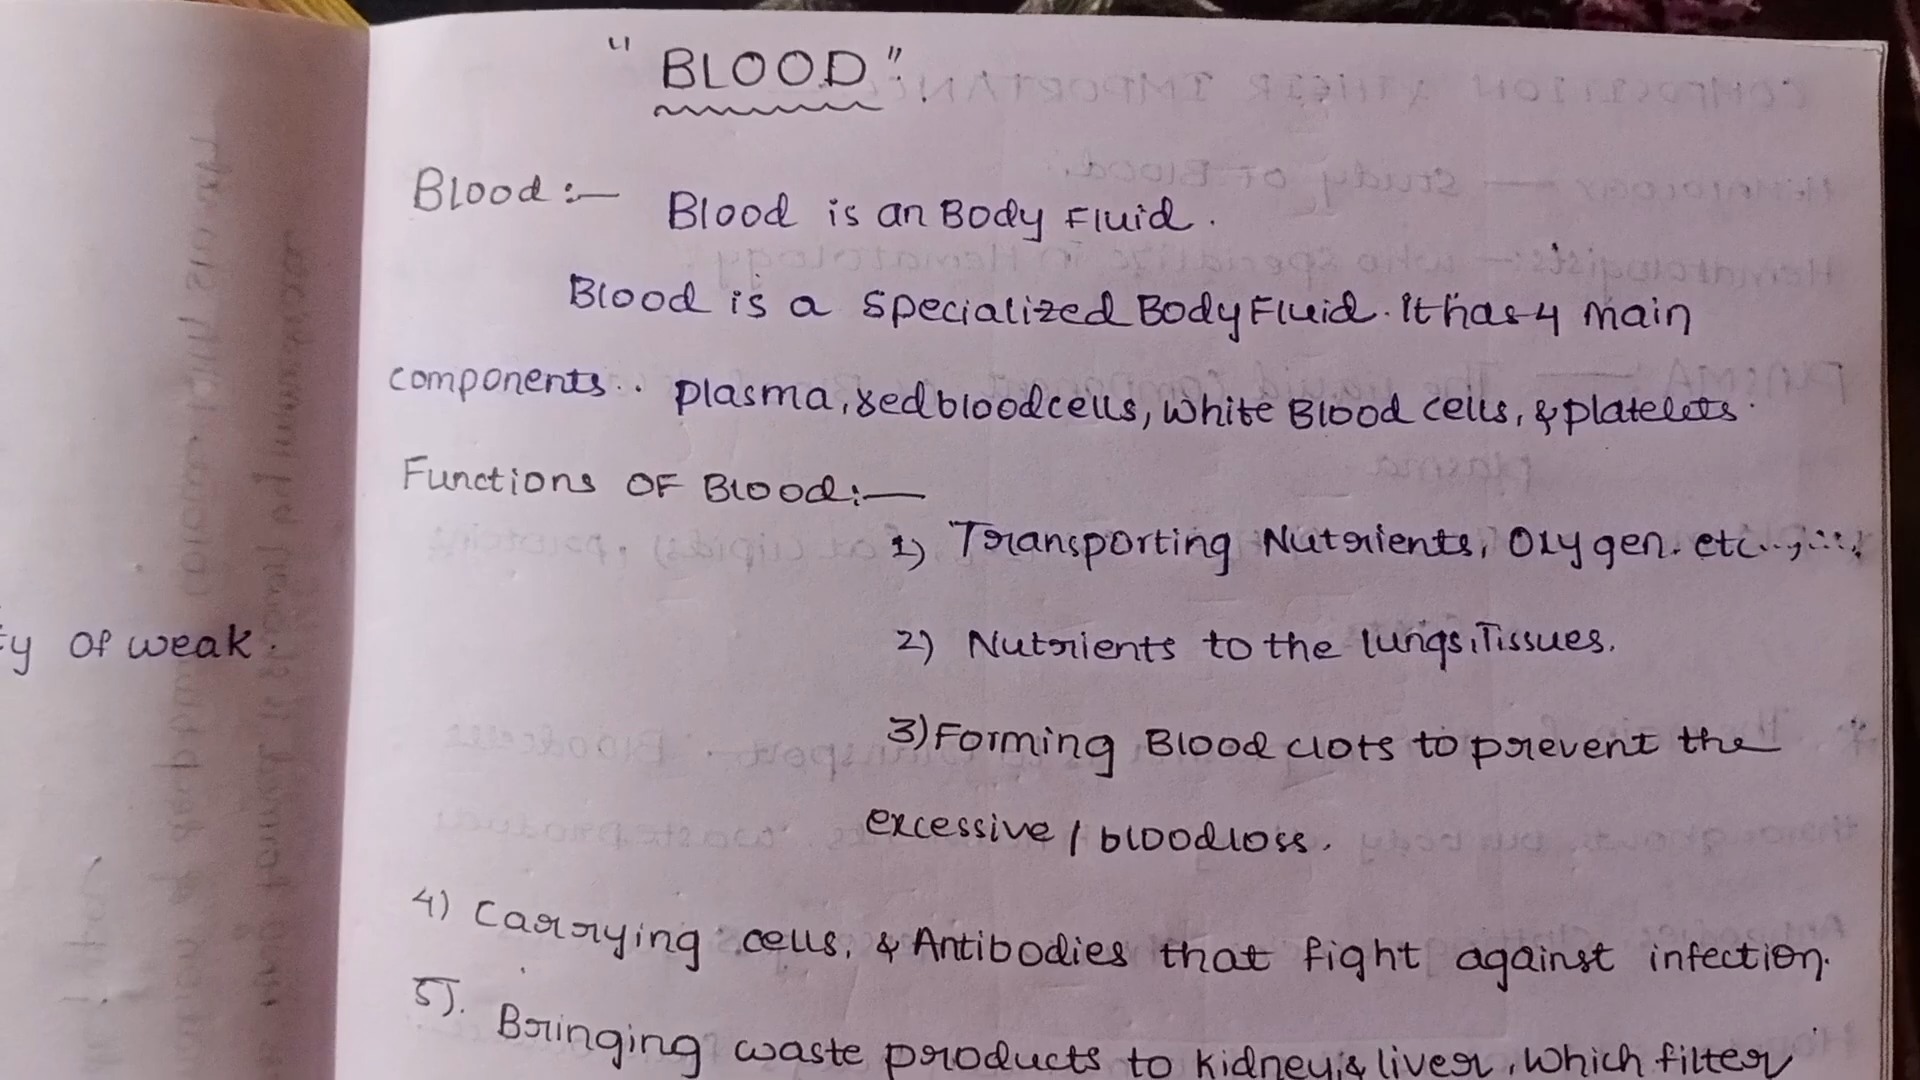 "BLOOD".
Blood :— Blood is an Body Fluid.
Blood is a specialized Body Fluid. It has 4 main
components.. plasma, red blood cells, white Blood cells, & platelets.
Functions OF Blood:—
1) Transporting Nutrients, Oxygen. etc..,...
2) Nutrients to the lungs, Tissues.
3) Forming Blood clots to prevent the
excessive / bloodloss.
4) Carrying cells, & Antibodies that fight against infection.
5). Bringing waste products to kidney, & liver, which filter
of weak.